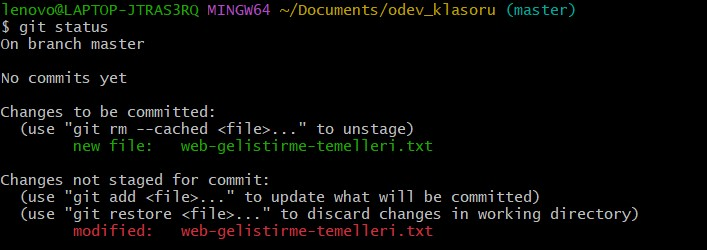 lenovo@LAPTOP-JTRAS3RQ MINGW64 ~/Documents/odev_klasoru (master)
$ git status
On branch master

No commits yet

Changes to be committed:
  (use "git rm --cached <file>..." to unstage)
        new file:   web-gelistirme-temelleri.txt

Changes not staged for commit:
  (use "git add <file>..." to update what will be committed)
  (use "git restore <file>..." to discard changes in working directory)
        modified:   web-gelistirme-temelleri.txt